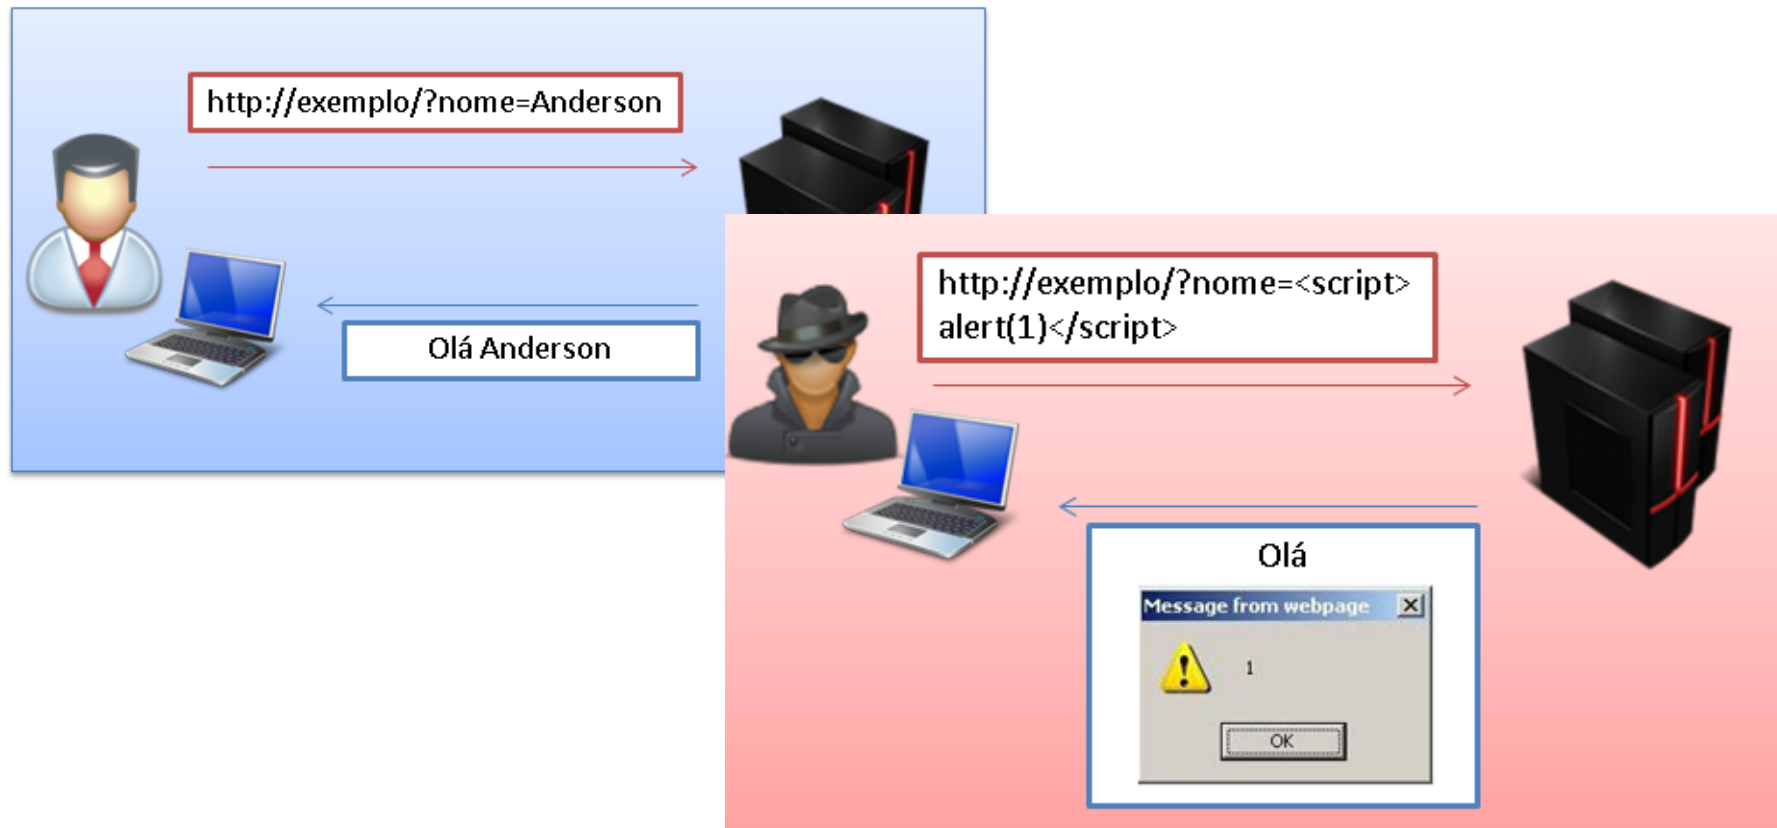 http://exemplo/?nome=Anderson
Olá Anderson
http://exemplo/?nome=<script>
alert(1)</script>
Olá
Message from webpage
1
OK